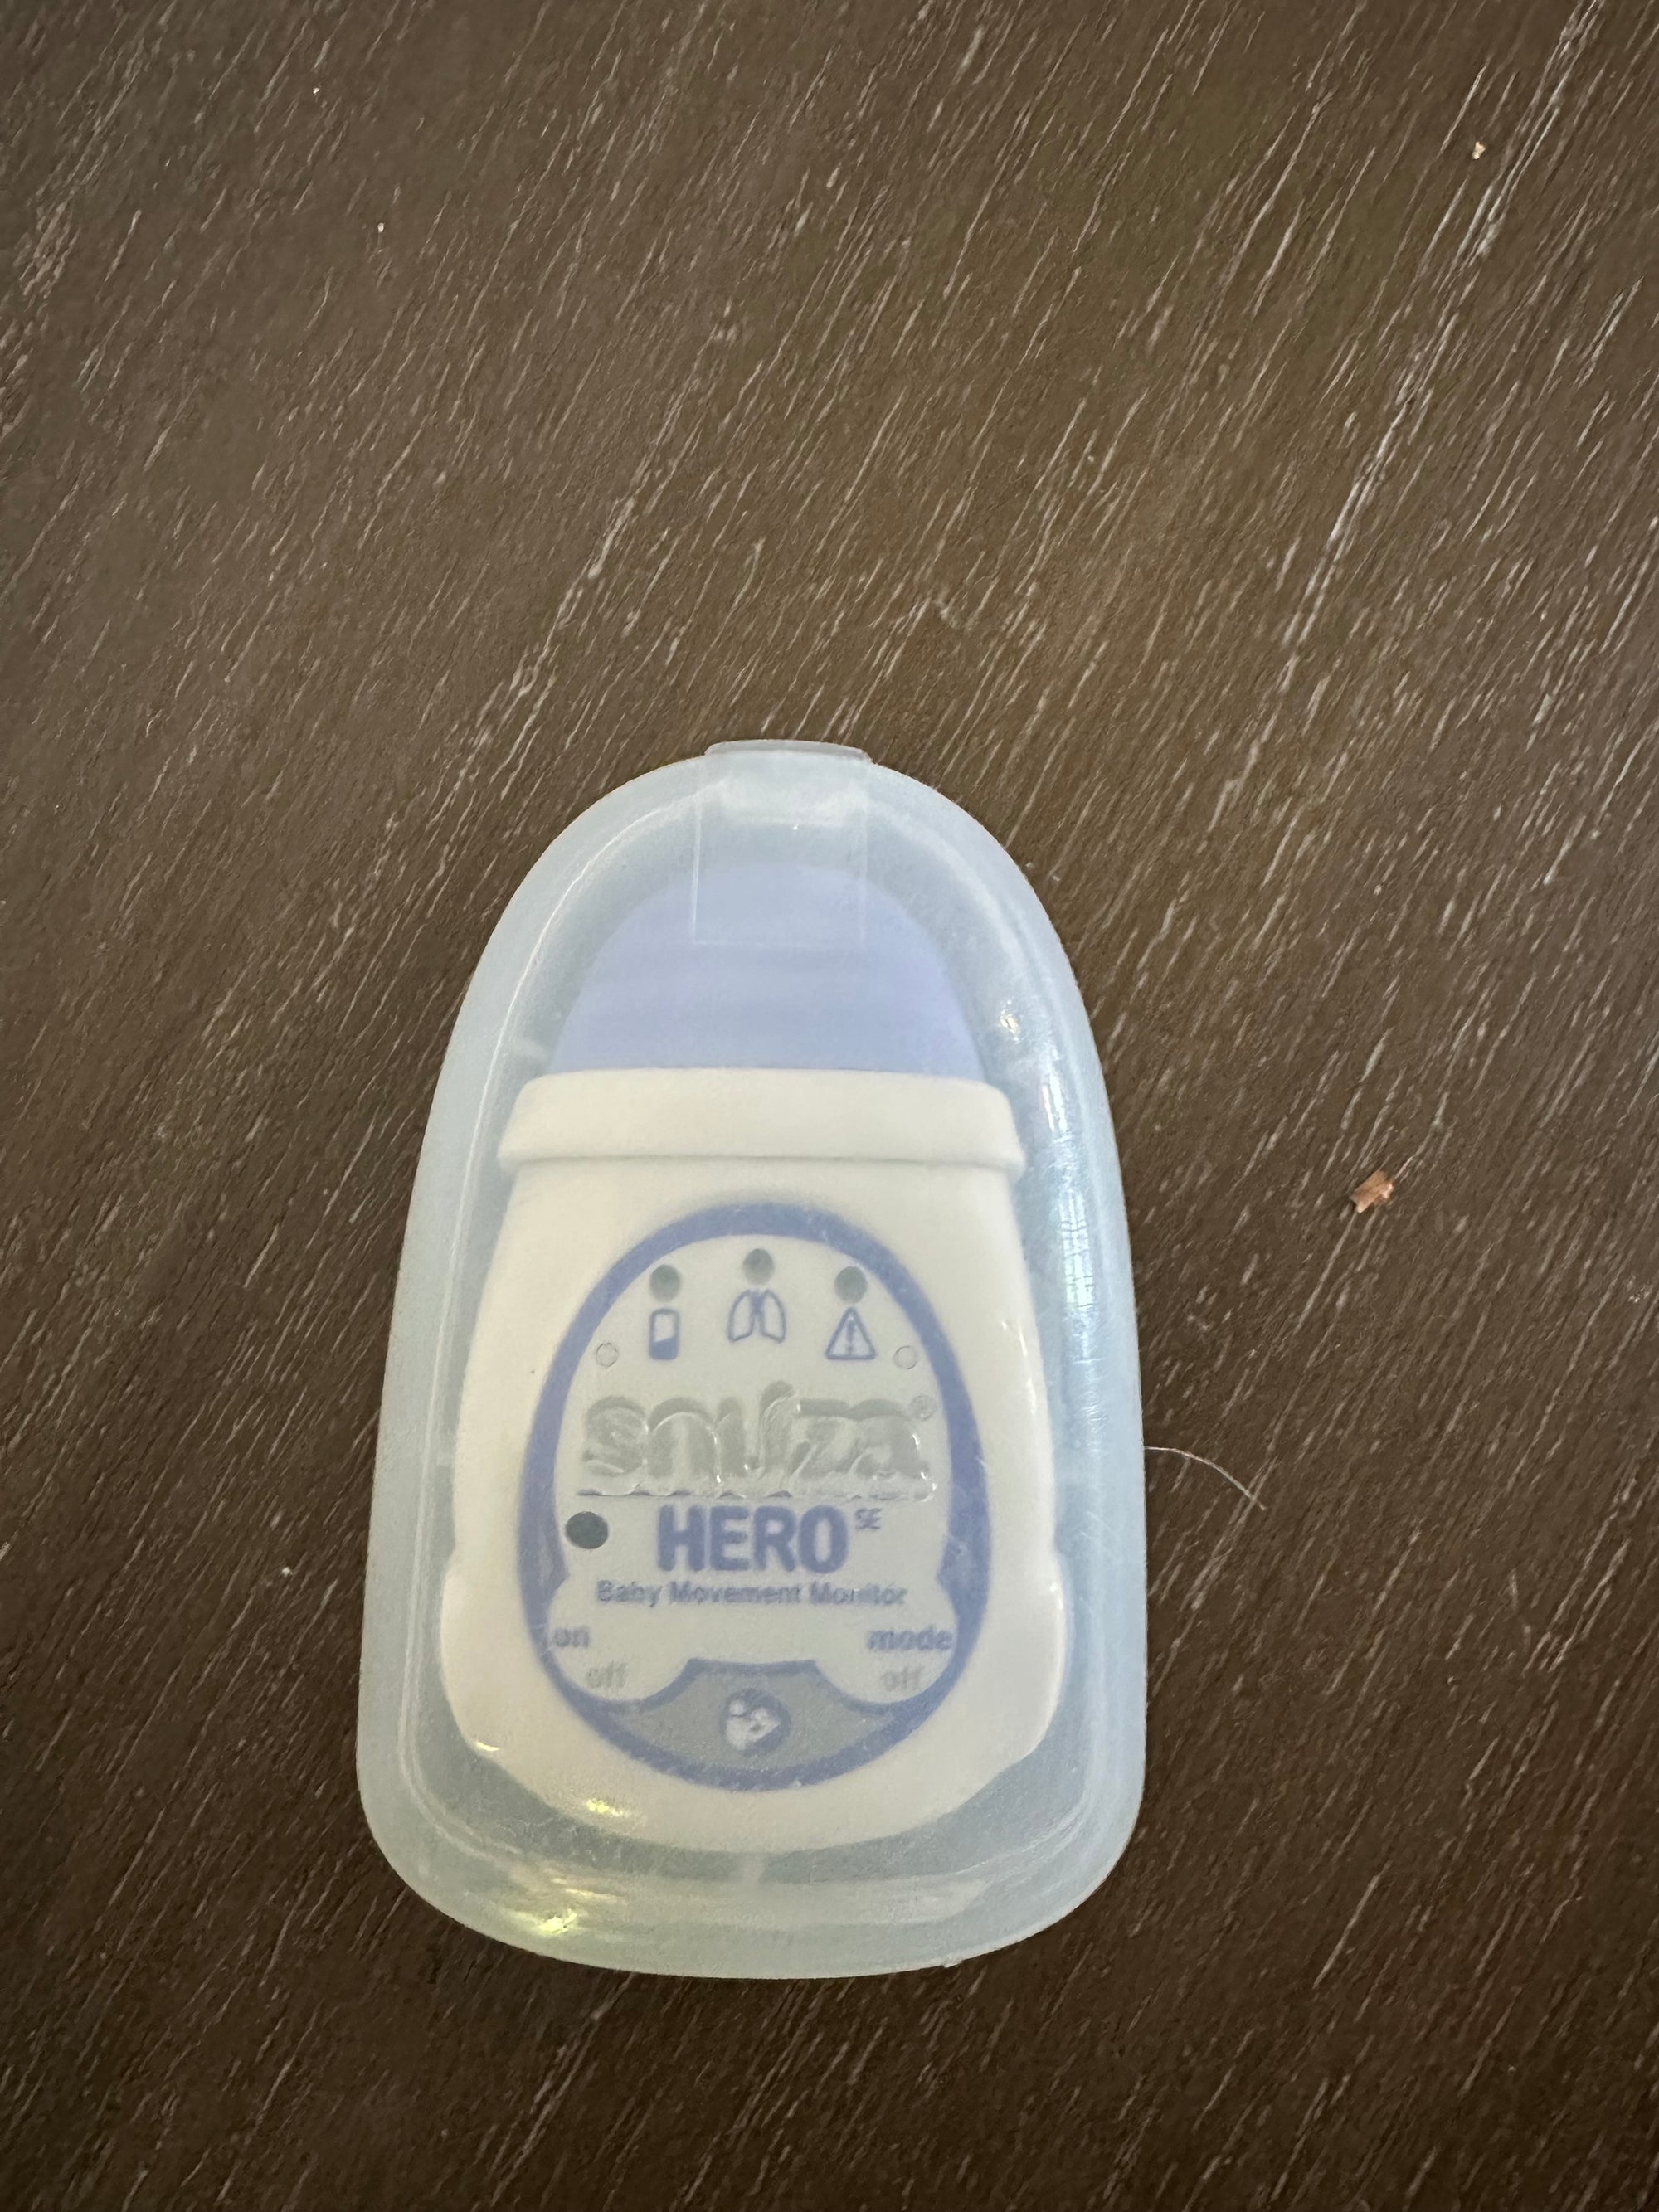 snuza®
HERO SE
Baby Movement Monitor
on mode
off off